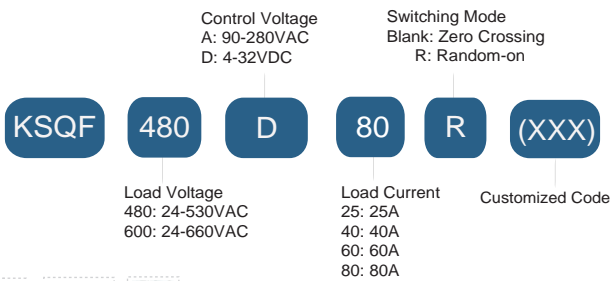 Control Voltage
A: 90-280VAC
D: 4-32VDC
Switching Mode
Blank: Zero Crossing
R: Random-on
KSQF 480 D 80 R (XXX)
Load Voltage
480: 24-530VAC
600: 24-660VAC
Load Current
25: 25A
40: 40A
60: 60A
80: 80A
Customized Code